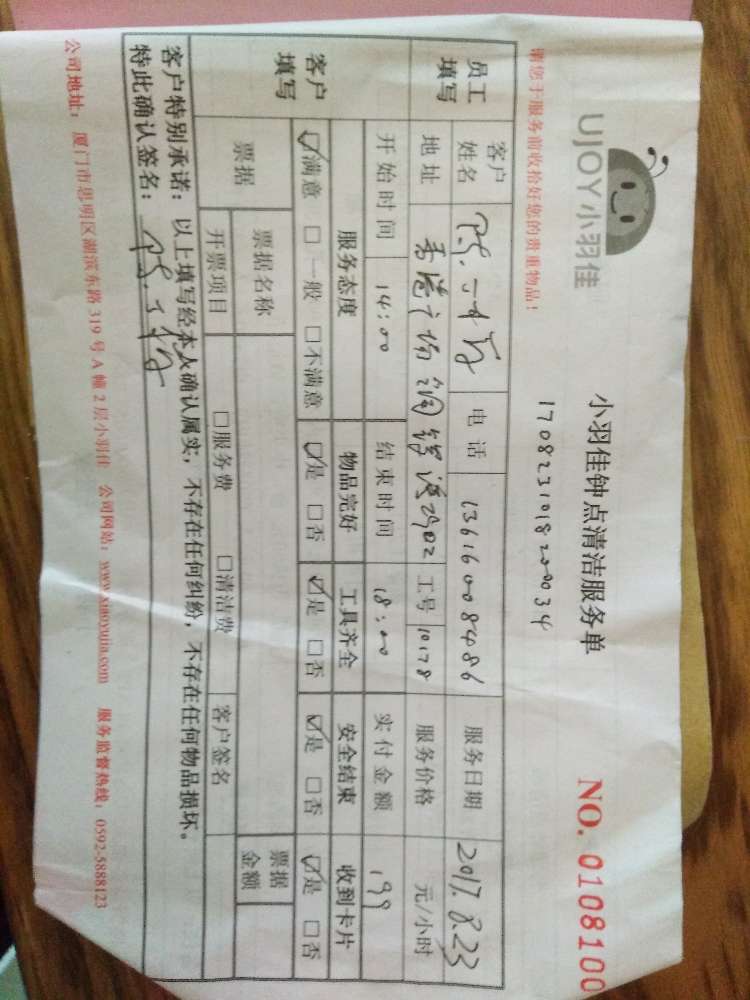 UJOY小羽佳
小羽佳钟点清洁服务单
NO. 0108100
请您于服务前收拾好您的贵重物品！
170823101820034
员工填写
客户姓名
电话 13616008486
服务日期 2017.8.23
地址
工号 10178
服务价格 元/小时
开始时间 14:00
结束时间 18:00
实付金额 199
客户填写
服务态度 物品完好 工具齐全 安全结束 收到卡片
☑满意 □一般 □不满意 ☑是 □否 ☑是 □否 ☑是 □否 ☑是 □否
票据
票据名称
票据金额
开票项目 □服务费 □清洁费 客户签名
客户特别承诺：以上填写经本人确认属实，不存在任何纠纷，不存在任何物品损坏。
特此确认签名：
公司地址：厦门市思明区湖滨东路319号A幢2层小羽佳 公司网站：www.xiaoyujia.com 服务监督热线：0592-5888123